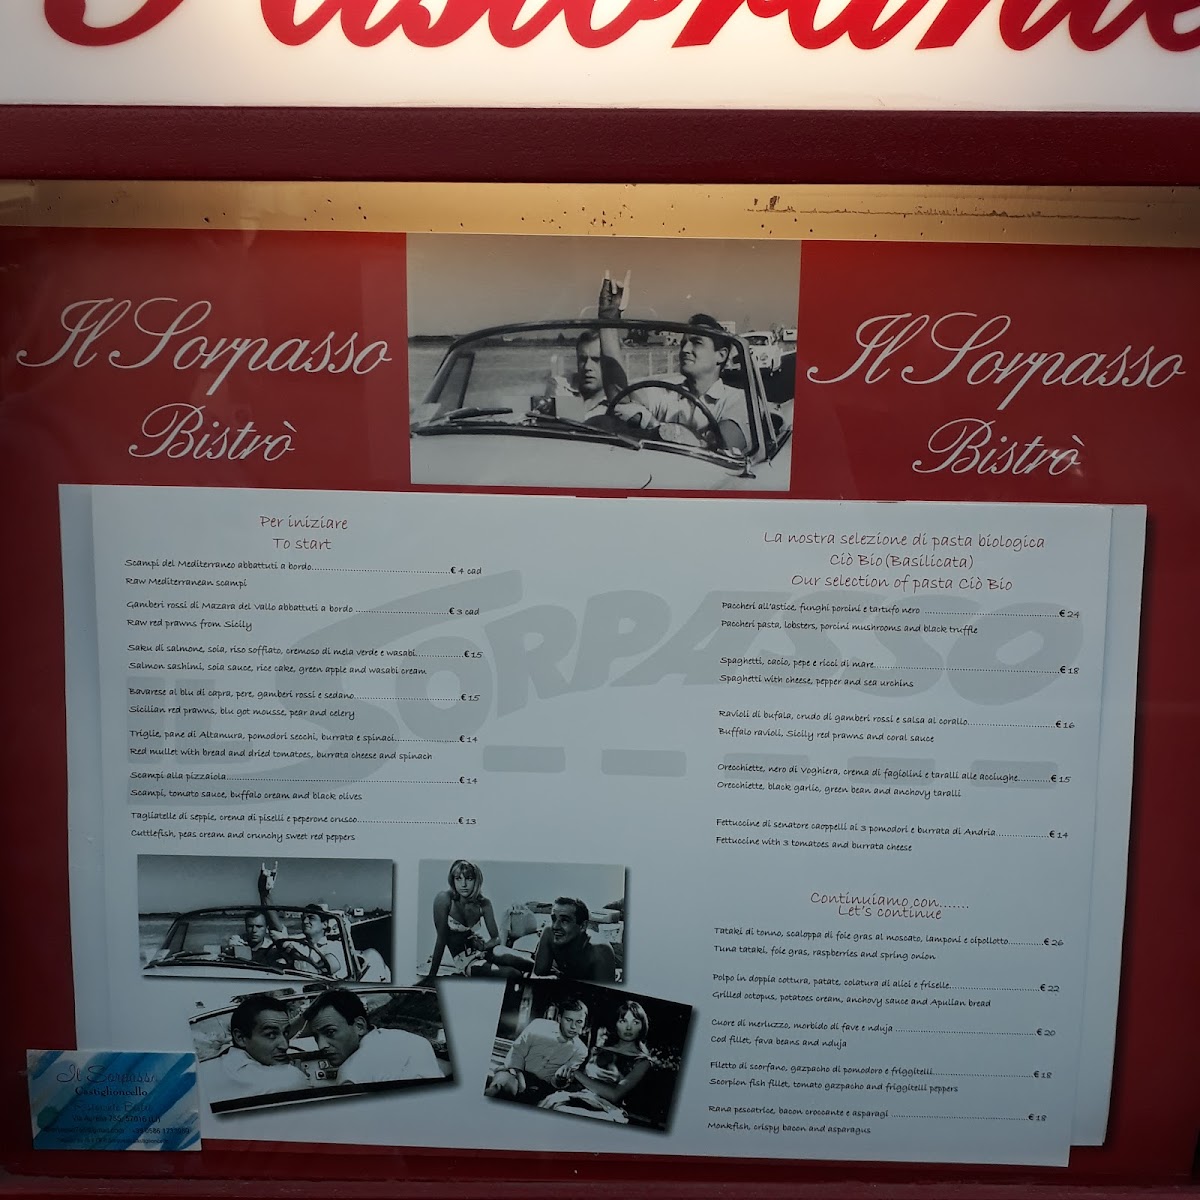 Ristorante
Il Sorpasso
Bistrò
Il Sorpasso
Bistrò
IL SORPASSO
Per iniziare
To start
Scampi del Mediterraneo abbattuti a bordo..........€ 4 cad
Raw Mediterranean scampi
Gamberi rossi di Mazara del Vallo abbattuti a bordo ..........€ 3 cad
Raw red prawns from Sicily
Saku di salmone, soia, riso soffiato, cremoso di mela verde e wasabi..........€ 15
Salmon sashimi, soia sauce, rice cake, green apple and wasabi cream
Bavarese al blu di capra, pere, gamberi rossi e sedano..........€ 15
Sicilian red prawns, blu got mousse, pear and celery
Triglie, pane di Altamura, pomodori secchi, burrata e spinaci..........€ 14
Red mullet with bread and dried tomatoes, burrata cheese and spinach
Scampi alla pizzaiola..........€ 14
Scampi, tomato sauce, buffalo cream and black olives
Tagliatelle di seppie, crema di piselli e peperone crusco..........€ 13
Cuttlefish, peas cream and crunchy sweet red peppers
La nostra selezione di pasta biologica
Ciò Bio (Basilicata)
Our selection of pasta Ciò Bio
Paccheri all'astice, funghi porcini e tartufo nero ..........€ 24
Paccheri pasta, lobsters, porcini mushrooms and black truffle
Spaghetti, cacio, pepe e ricci di mare..........€ 18
Spaghetti with cheese, pepper and sea urchins
Ravioli di bufala, crudo di gamberi rossi e salsa al corallo..........€ 16
Buffalo ravioli, Sicily red prawns and coral sauce
Orecchiette, nero di Voghiera, crema di fagiolini e taralli alle acciughe..........€ 15
Orecchiette, black garlic, green bean and anchovy taralli
Fettuccine di senatore caoppelli ai 3 pomodori e burrata di Andria..........€ 14
Fettuccine with 3 tomatoes and burrata cheese
Continuiamo con.......
Let's continue
Tataki di tonno, scaloppa di foie gras al moscato, lamponi e cipollotto..........€ 26
Tuna tataki, foie gras, raspberries and spring onion
Polpo in doppia cottura, patate, colatura di alici e friselle..........€ 22
Grilled octopus, potatoes cream, anchovy sauce and Apulian bread
Cuore di merluzzo, morbido di fave e nduja ..........€ 20
Cod fillet, fava beans and nduja
Filetto di scorfano, gazpacho di pomodoro e friggitelli..........€ 18
Scorpion fish fillet, tomato gazpacho and friggitelli peppers
Rana pescatrice, bacon croccante e asparagi ..........€ 18
Monkfish, crispy bacon and asparagus
Il Sorpasso
Castiglioncello